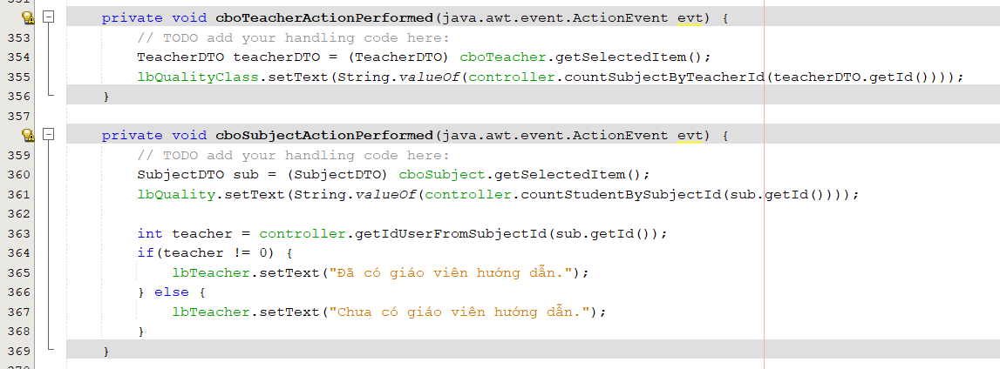 private void cboTeacherActionPerformed(java.awt.event.ActionEvent evt) {
353 // TODO add your handling code here:
354 TeacherDTO teacherDTO = (TeacherDTO) cboTeacher.getSelectedItem();
355 lbQualityClass.setText(String.valueOf(controller.countSubjectByTeacherId(teacherDTO.getId())));
356 }
357
private void cboSubjectActionPerformed(java.awt.event.ActionEvent evt) {
359 // TODO add your handling code here:
360 SubjectDTO sub = (SubjectDTO) cboSubject.getSelectedItem();
361 lbQuality.setText(String.valueOf(controller.countStudentBySubjectId(sub.getId())));
362
363 int teacher = controller.getIdUserFromSubjectId(sub.getId());
364 if(teacher != 0) {
365 lbTeacher.setText("Đã có giáo viên hướng dẫn.");
366 } else {
367 lbTeacher.setText("Chưa có giáo viên hướng dẫn.");
368 }
369 }